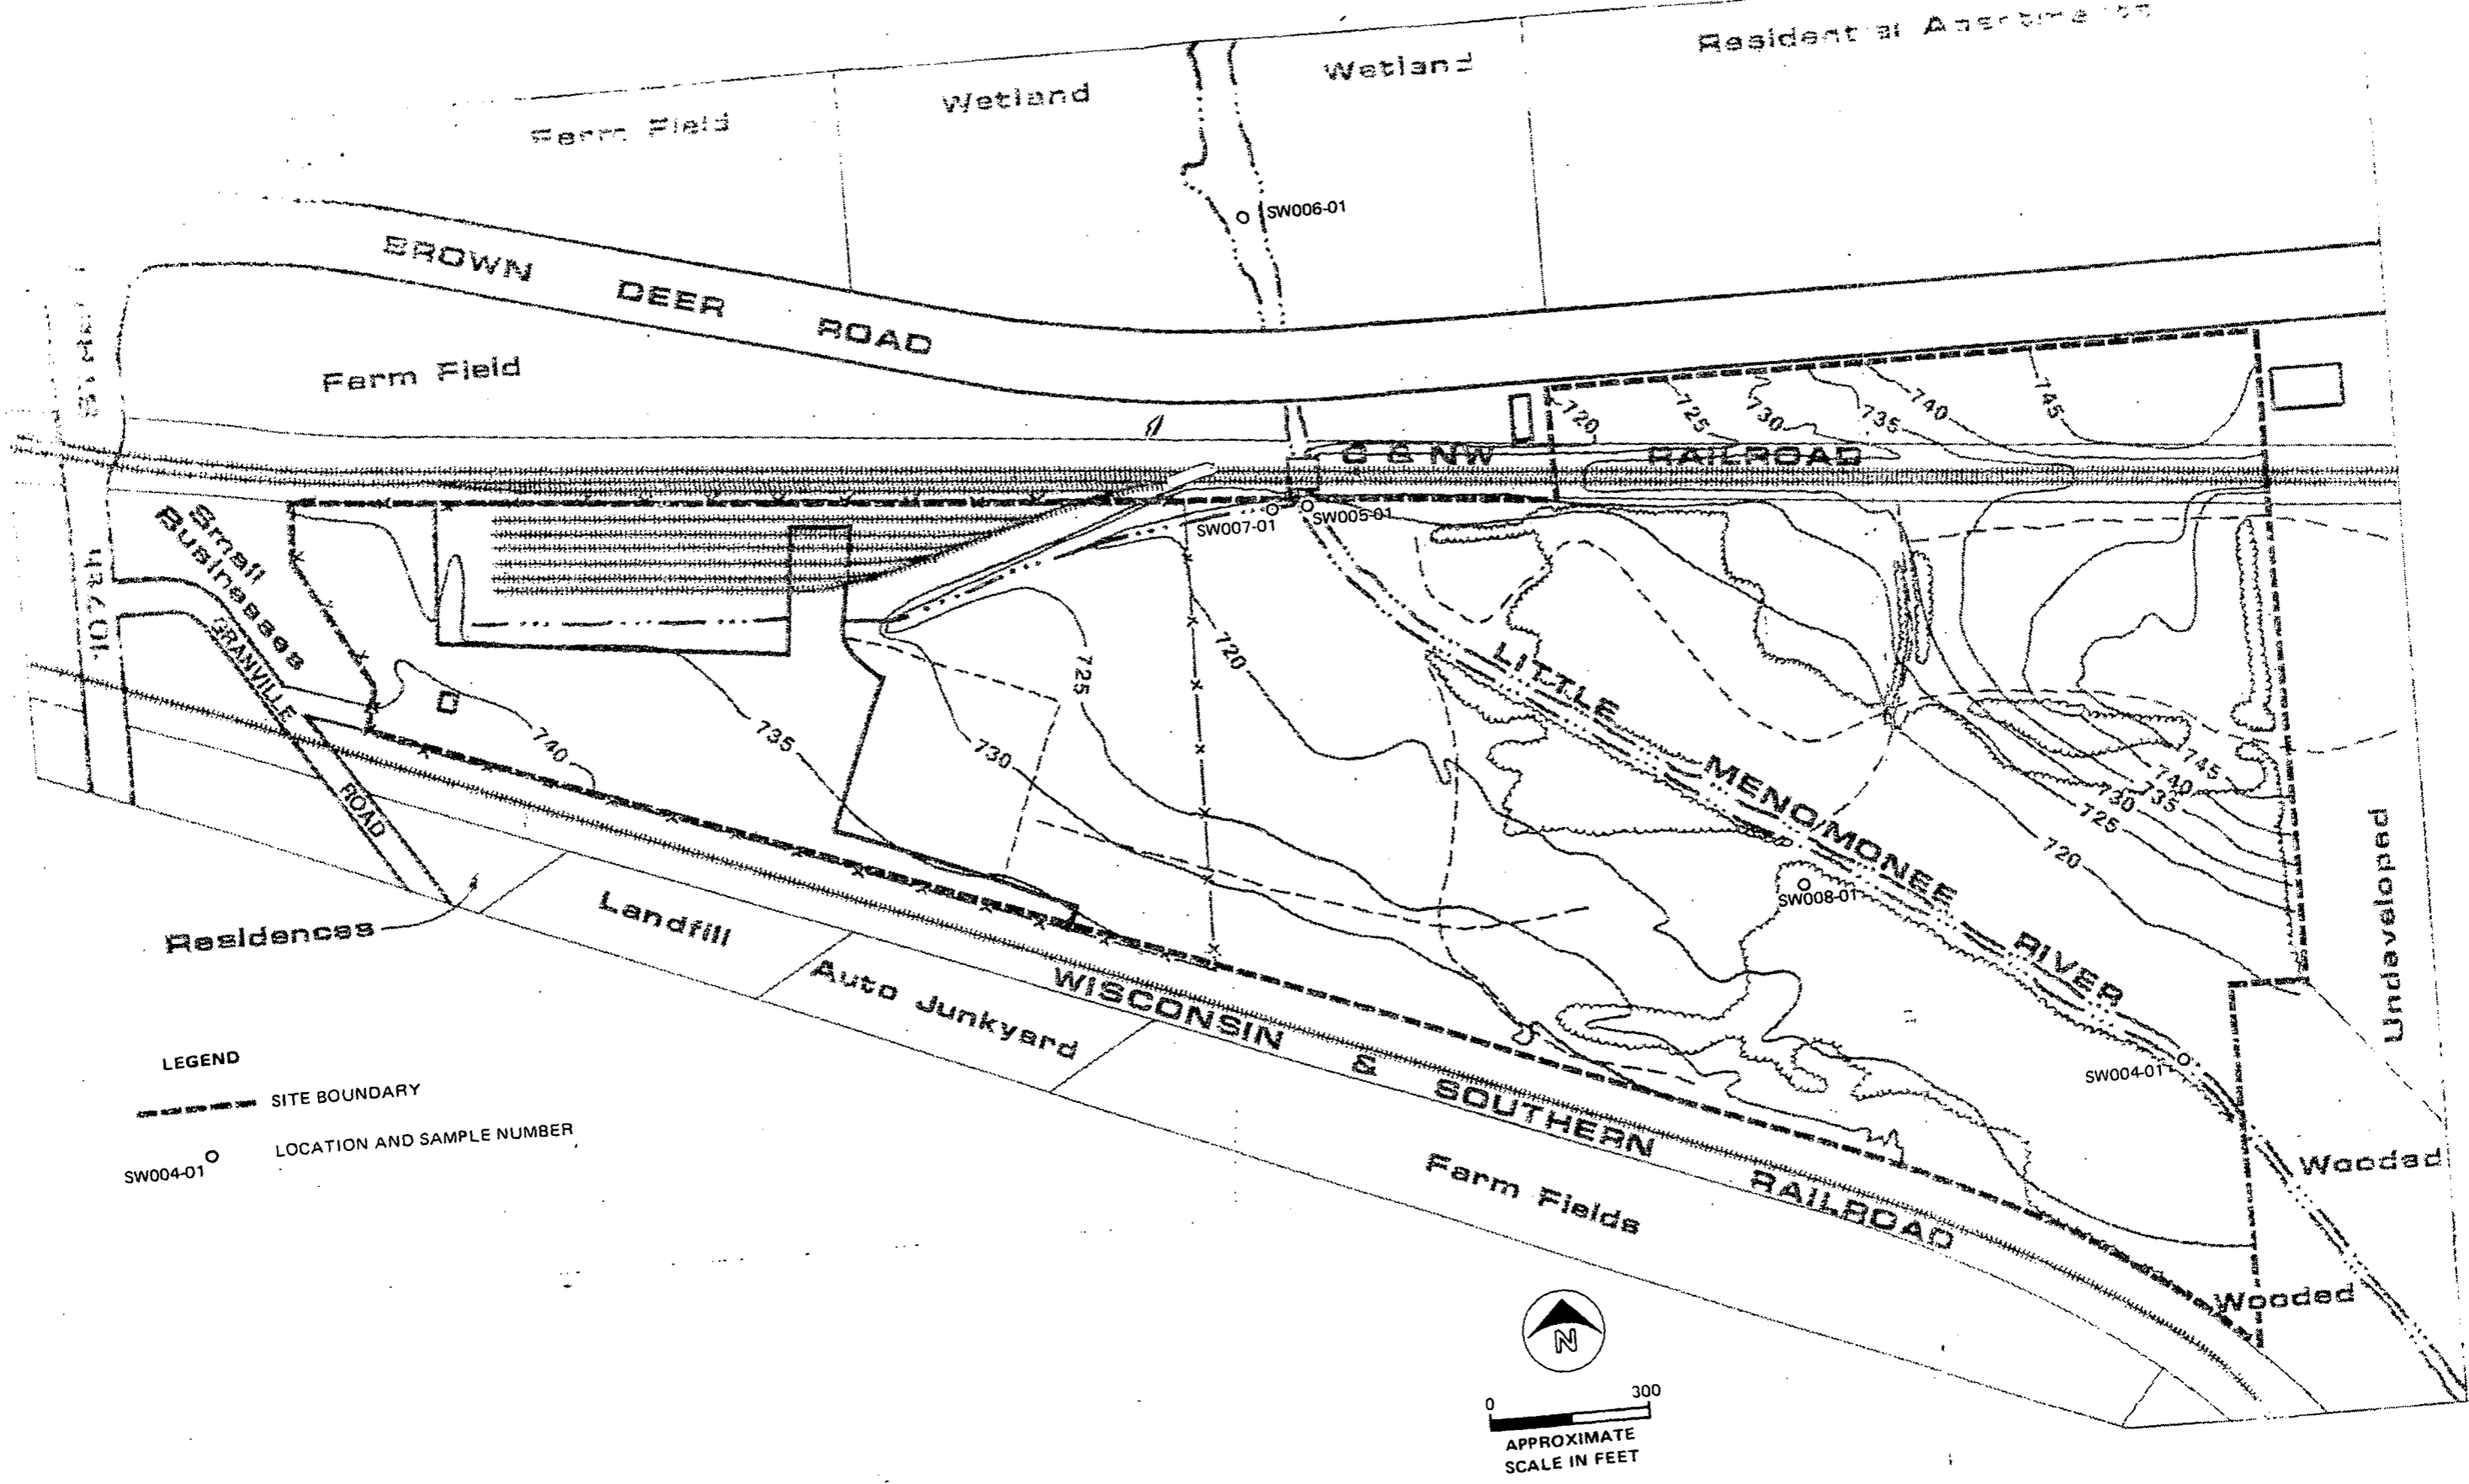 Wetland
Wetland
Farm Field
SW006-01
BROWN DEER ROAD
Farm Field
745
740
735
730
725
720
C & NW RAILROAD
SW007-01
SW005-01
Small
Businesses
GRANVILLE
ROAD
740
735
730
725
720
LITTLE MENOMONEE RIVER
745
740
735
730
725
720
SW008-01
SW004-01
Undeveloped
Residences
Landfill
Auto Junkyard
WISCONSIN & SOUTHERN RAILROAD
Farm Fields
Wooded
Wooded
LEGEND
SITE BOUNDARY
SW004-01
LOCATION AND SAMPLE NUMBER
N
0
300
APPROXIMATE
SCALE IN FEET